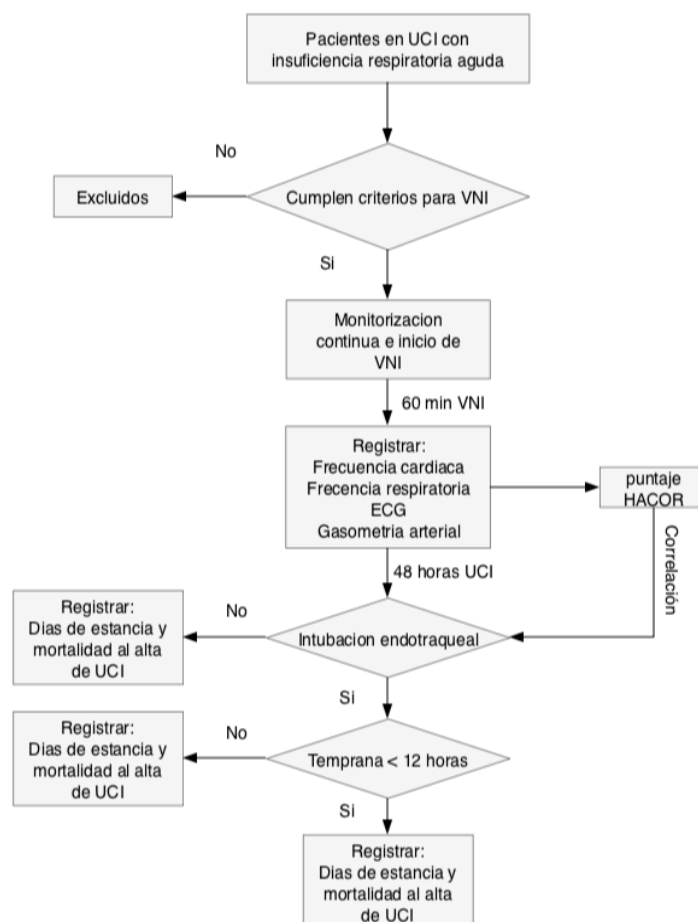 Pacientes en UCI con
insuficiencia respiratoria aguda
No
Excluidos
Cumplen criterios para VNI
Si
Monitorizacion
continua e inicio de
VNI
60 min VNI
Registrar:
Frecuencia cardiaca
Frecencia respiratoria
ECG
Gasometria arterial
puntaje
HACOR
Correlación
48 horas UCI
Registrar:
Dias de estancia y
mortalidad al alta
de UCI
No
Intubacion endotraqueal
Si
Registrar:
Dias de estancia y
mortalidad al alta
de UCI
No
Temprana < 12 horas
Si
Registrar:
Dias de estancia y
mortalidad al alta
de UCI